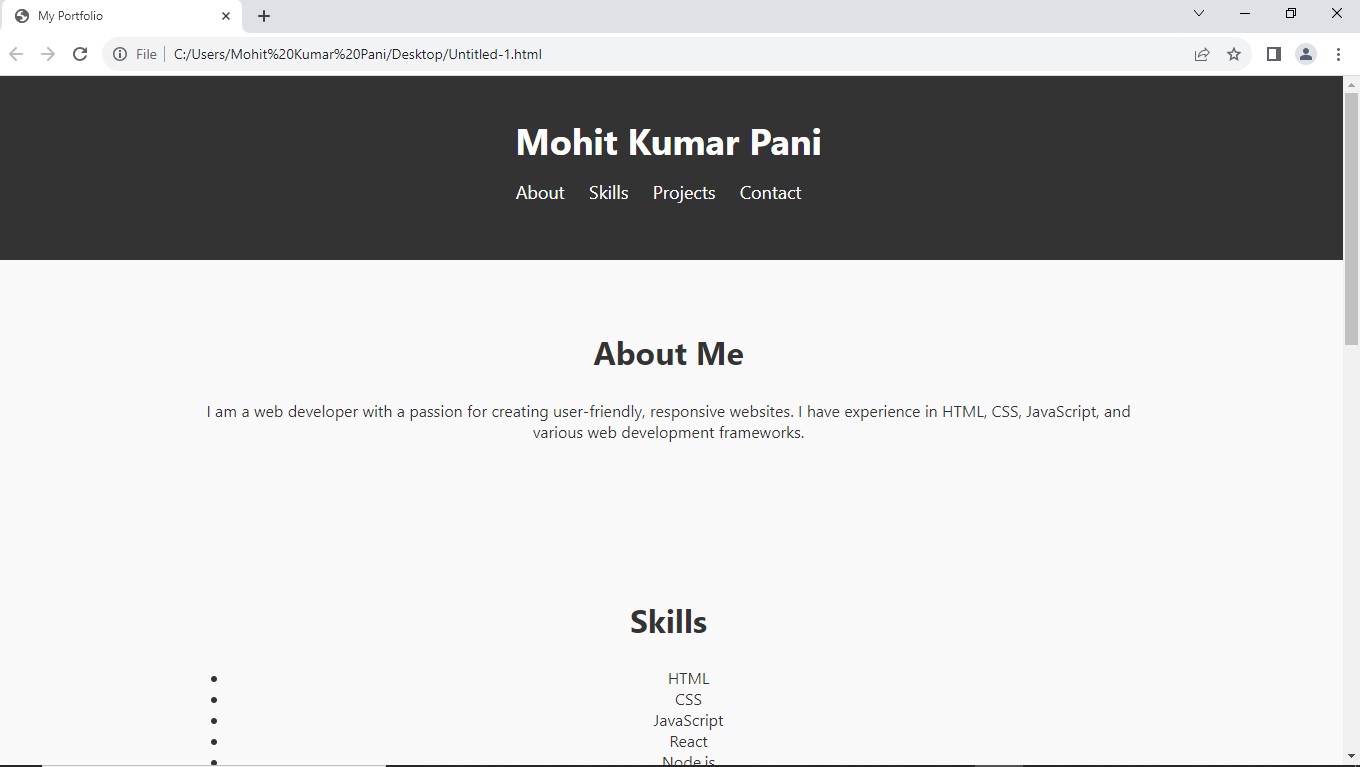 My Portfolio
File
C:/Users/Mohit%20Kumar%20Pani/Desktop/Untitled-1.html
Mohit Kumar Pani
About Skills Projects Contact
About Me
I am a web developer with a passion for creating user-friendly, responsive websites. I have experience in HTML, CSS, JavaScript, and
various web development frameworks.
Skills
HTML
CSS
JavaScript
React
Node.js